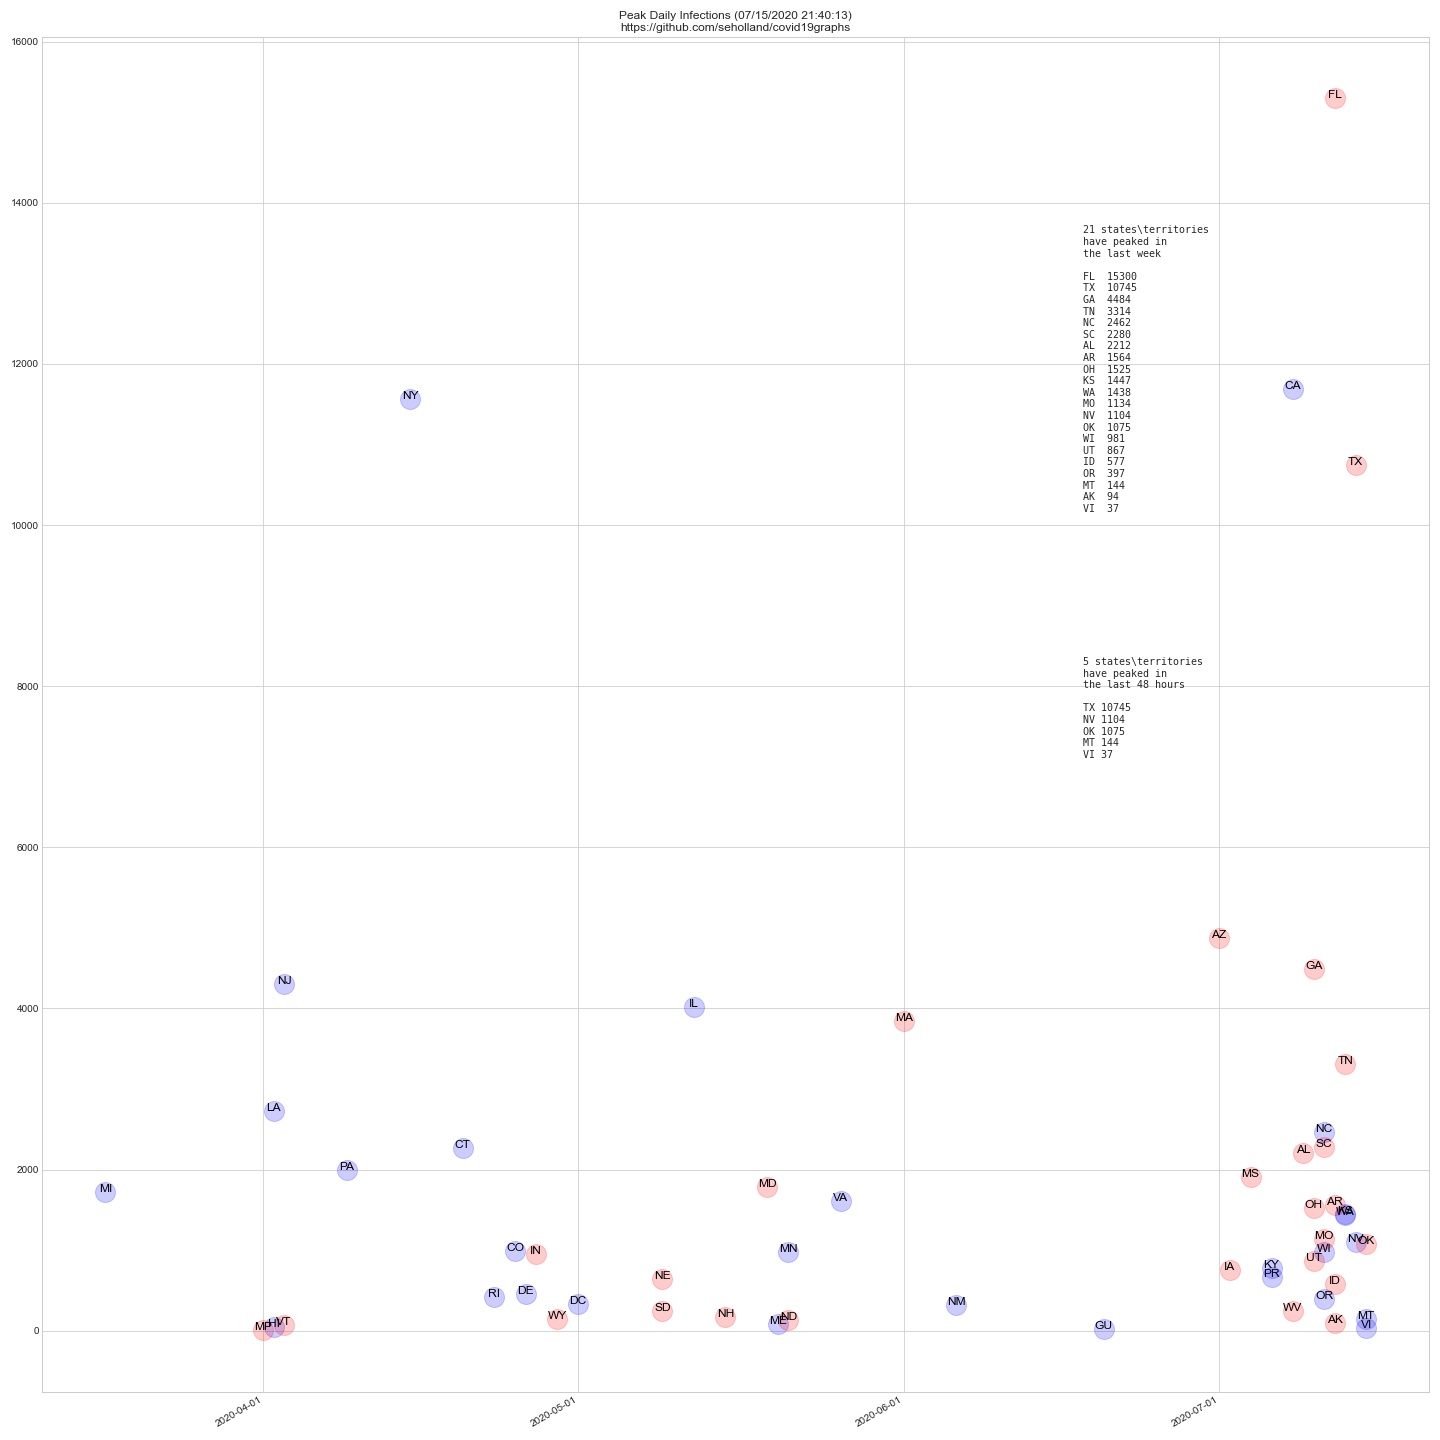 Peak Daily Infections (07/15/2020 21:40:13)
https://github.com/seholland/covid19graphs
16000
FL
14000
21 states\territories
have peaked in
the last week
FL 15300
TX 10745
GA 4484
TN 3314
NC 2462
SC 2280
AL 2212
AR 1564
OH 1525
KS 1447
WA 1438
MO 1134
NV 1104
OK 1075
WI 981
UT 867
ID 577
OR 397
MT 144
AK 94
VI 37
12000
NY
CA
TX
10000
5 states\territories
have peaked in
the last 48 hours
TX 10745
NV 1104
OK 1075
MT 144
VI 37
8000
6000
AZ
GA
NJ
IL
MA
4000
TN
LA
NC
SC
CT
AL
PA
2000
MS
MI
MD
VA
AR
OH
KS
WA
MO
NV
OK
CO
IN
MN
WI
UT
KY
PR
IA
NE
ID
RI
DE
DC
OR
NM
SD
WV
WY
NH
ME
ND
MT
VI
AK
GU
MP
HI
VT
0
2020-04-01
2020-05-01
2020-06-01
2020-07-01